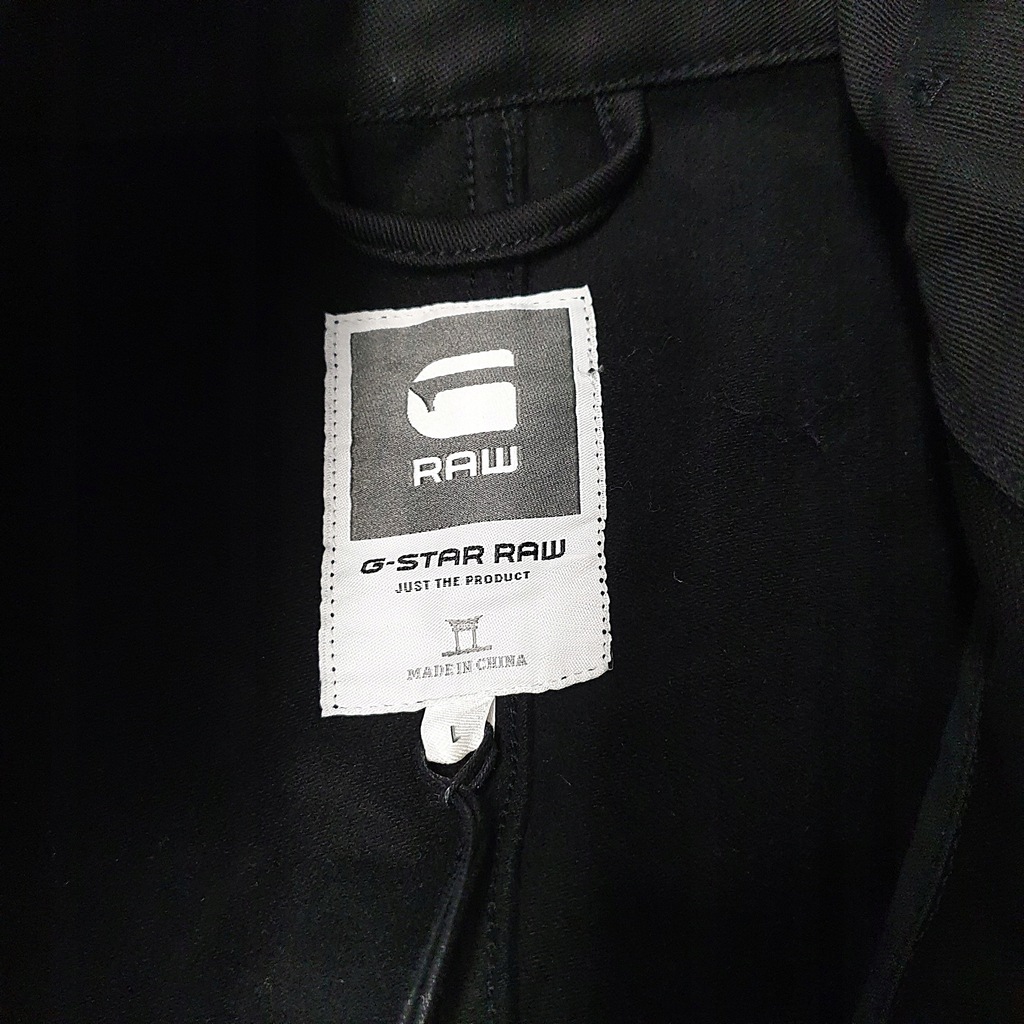 RAW
G-STAR RAW
JUST THE PRODUCT
MADE IN CHINA
L